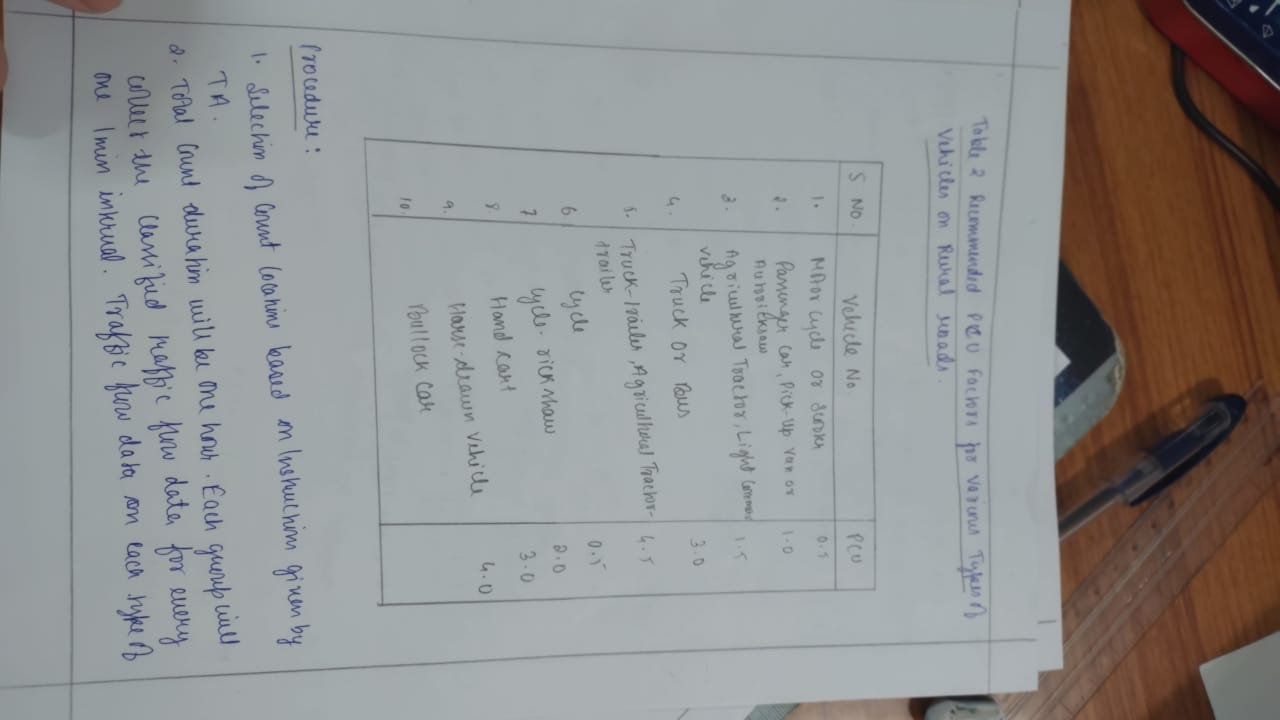 Table 2 Recommended PCU Factors for Various Types of
Vehicles on Rural roads.
S NO. Vehicle No. PCU
1. Motor Cycle or Scooter 0.5
2. Passenger Car, Pick-Up Van or 1.0
Autoricksaw
3. Agricultural Tractor, Light 1.5
vehicle
4. Truck Or Bus 3.0
5. Truck-trailer, Agricultural Tractor- 4.5
trailer
6 Cycle 0.5
7 Cycle-rickshaw 2.0
8. Hand cart 3.0
9. Horse-drawn Vehicle 4.0
10. Bullock Car
Procedure:
1. Selection of Count locations based on Instructions given by
TA.
2. Total Count duration will be one hour. Each group will
collect the classified traffic flow data for every
one 1min interval. Traffic flow data on each type of